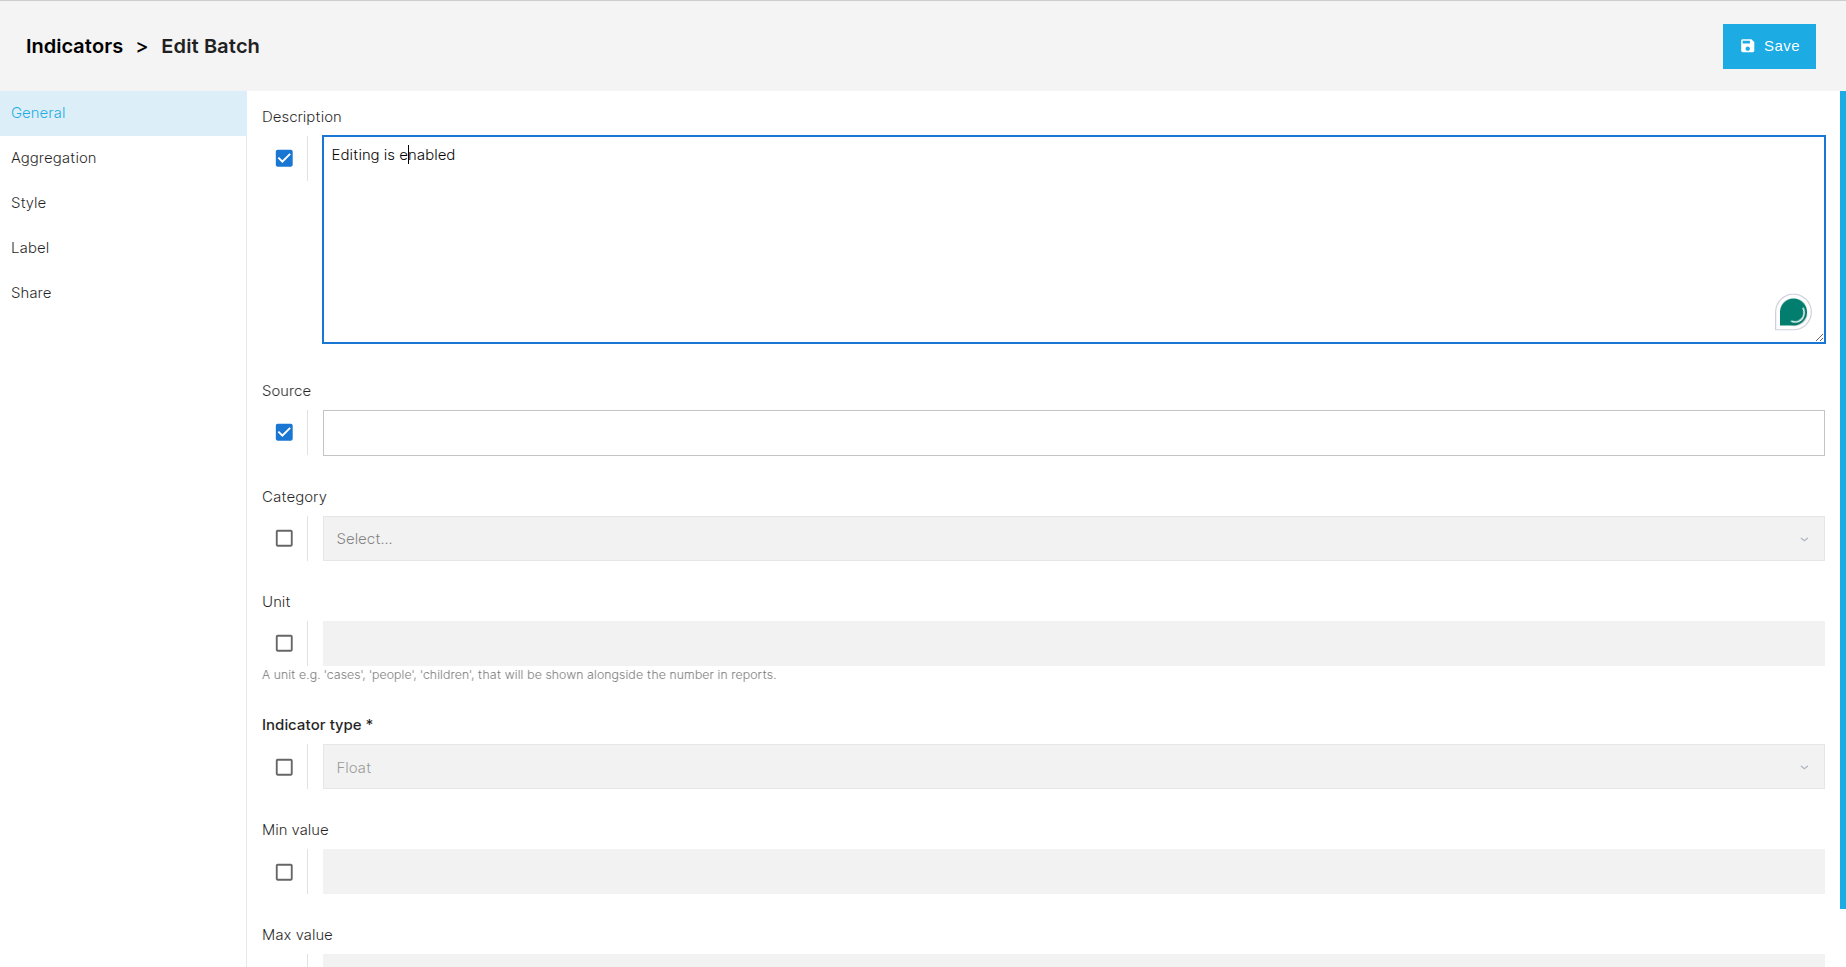 Indicators > Edit Batch
Save
General
Aggregation
Style
Label
Share
Description
Editing is enabled
Source
Category
Select...
Unit
A unit e.g. 'cases', 'people', 'children', that will be shown alongside the number in reports.
Indicator type *
Float
Min value
Max value